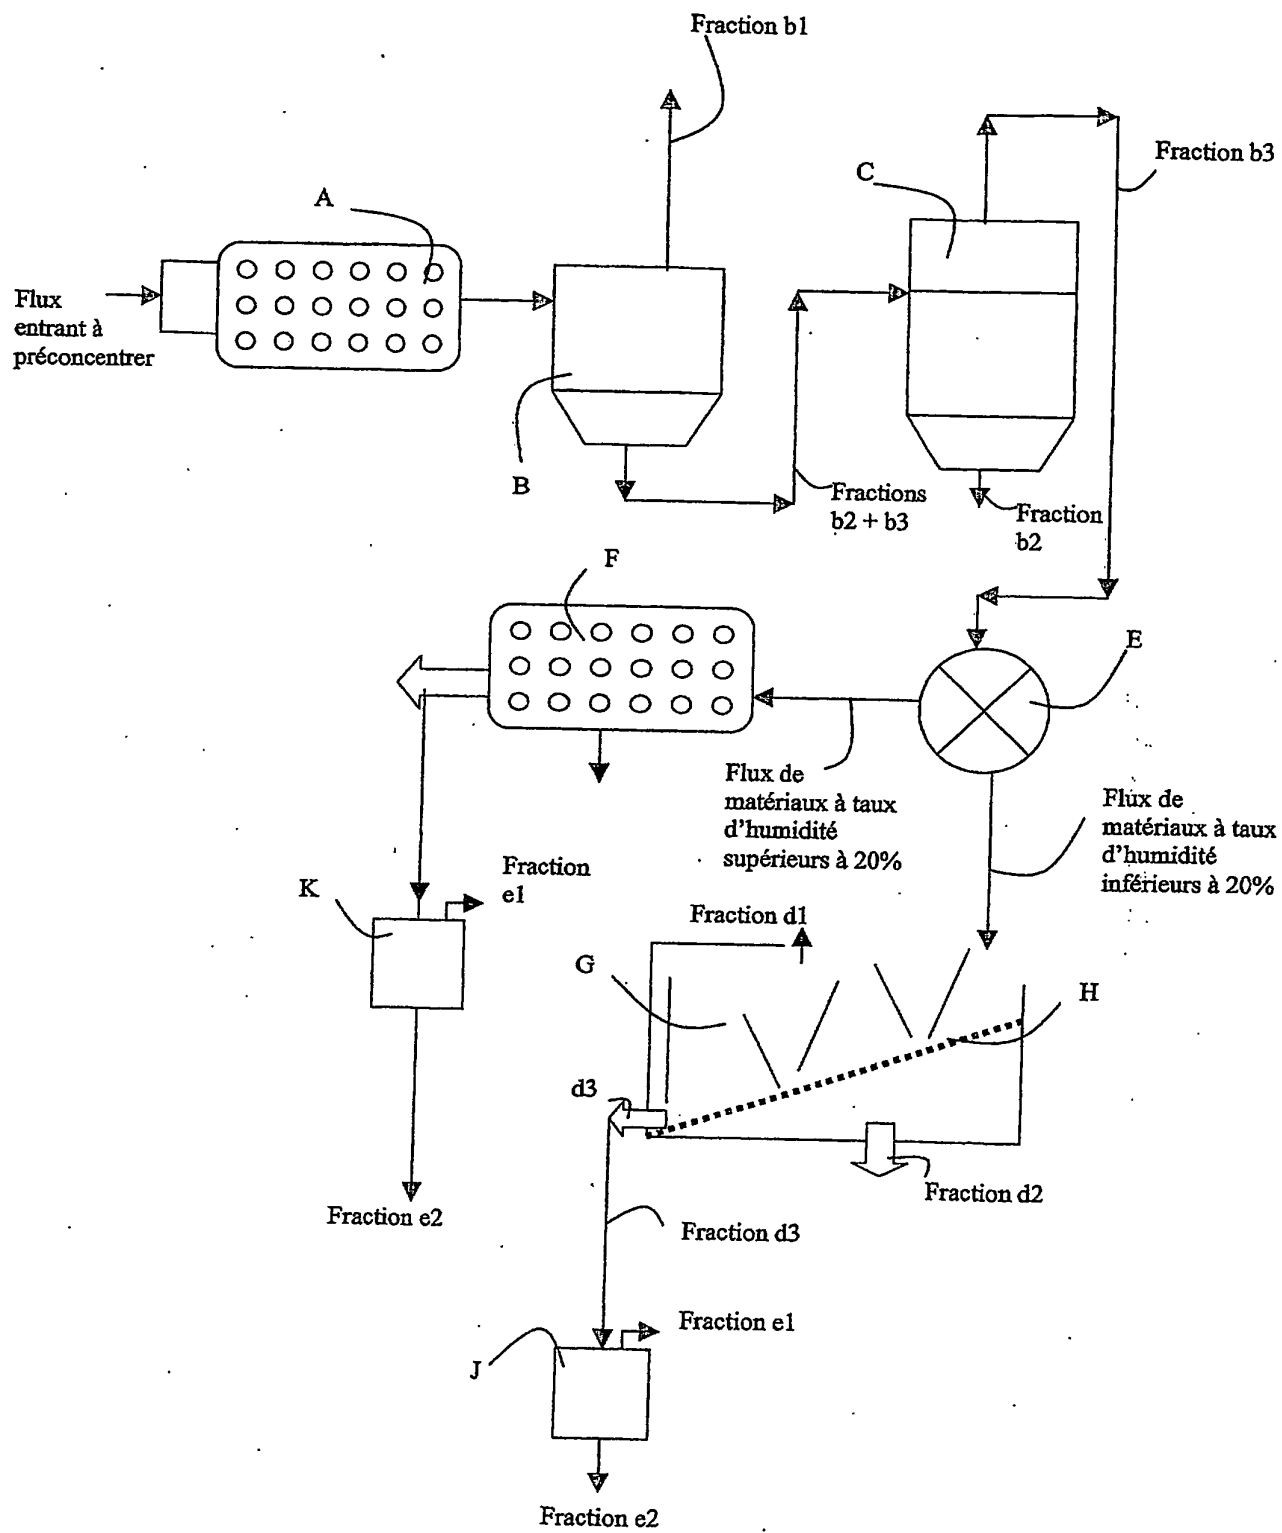 Fraction b1
Fraction b3
C
A
Flux
entrant à
préconcentrer
B
Fractions
b2 + b3
Fraction
b2
F
E
Flux de
matériaux à taux
d'humidité
supérieurs à 20%
Flux de
matériaux à taux
d'humidité
inférieurs à 20%
Fraction
e1
K
Fraction d1
G
H
d3
Fraction d2
Fraction e2
Fraction d3
Fraction e1
J
Fraction e2